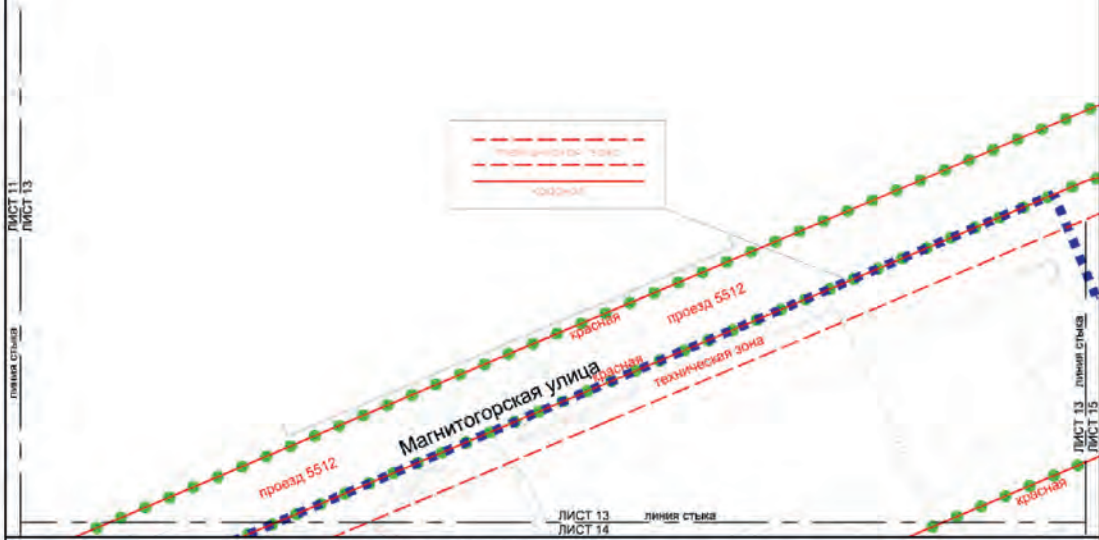 ЛИСТ 11
ЛИСТ 13
линия стыка
красная
проезд 5512
красная
техническая зона
Магнитогорская улица
красная
проезд 5512
ЛИСТ 13
линия стыка
ЛИСТ 14
красная
ЛИСТ 13
линия стыка
ЛИСТ 15